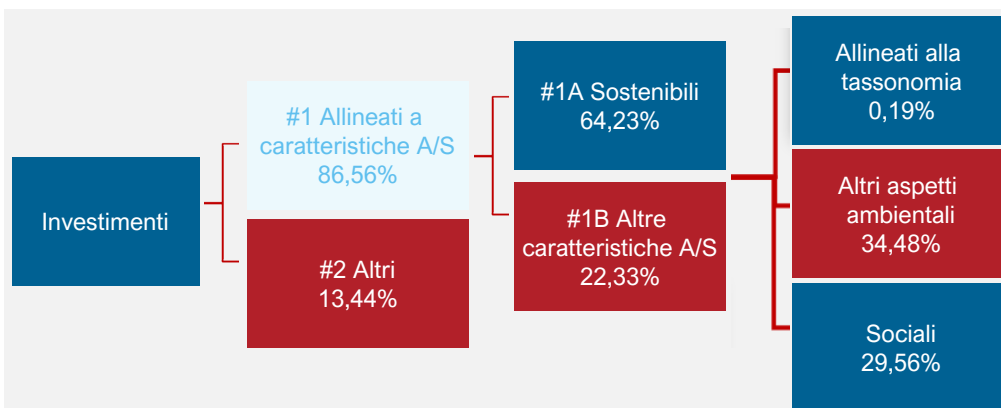 Investimenti
#1 Allineati a
caratteristiche A/S
86,56%
#2 Altri
13,44%
#1A Sostenibili
64,23%
#1B Altre
caratteristiche A/S
22,33%
Allineati alla
tassonomia
0,19%
Altri aspetti
ambientali
34,48%
Sociali
29,56%